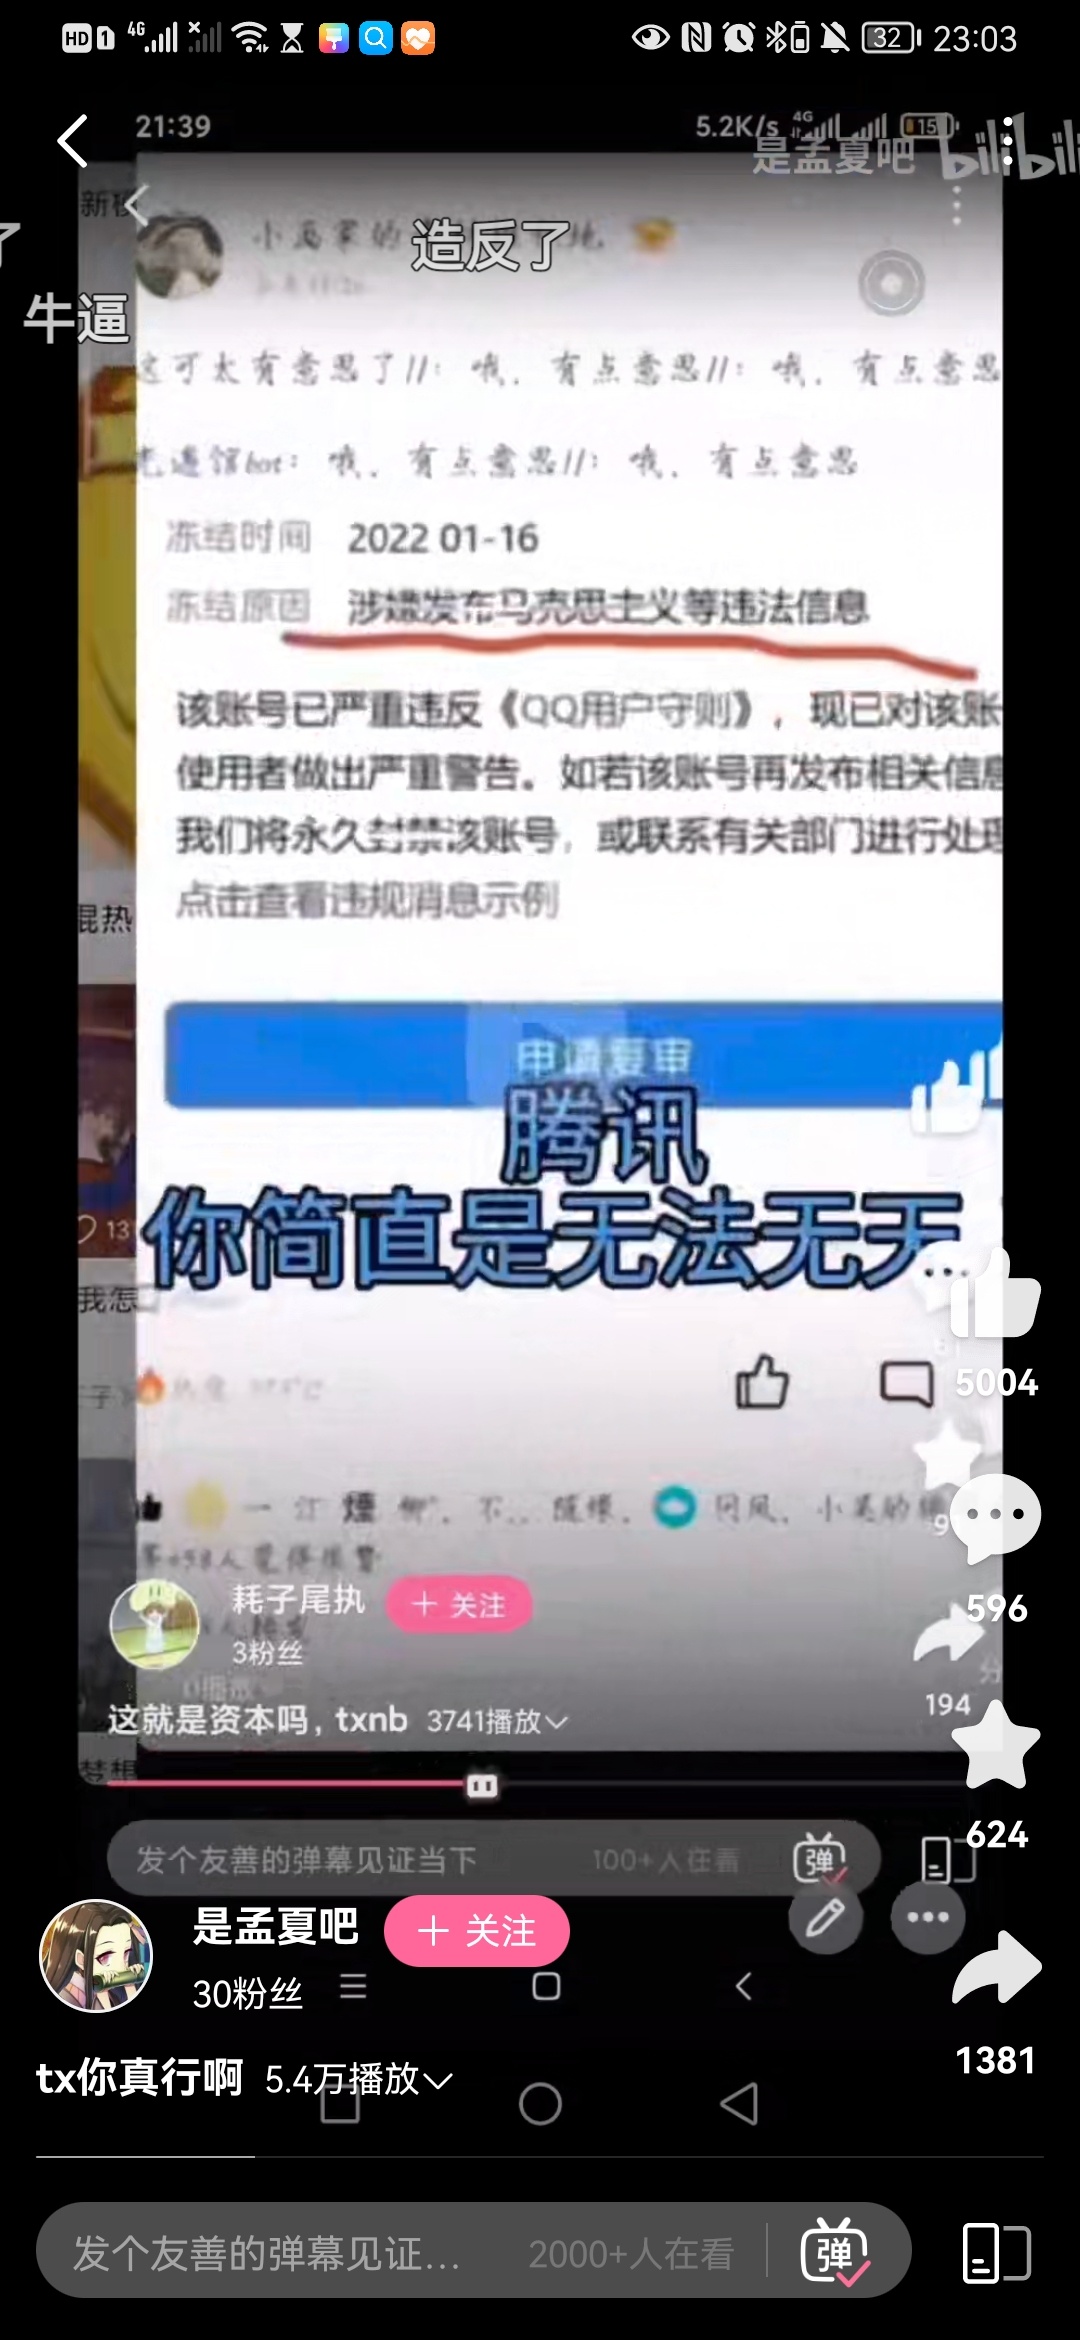 HD 1 4G 32 23:03
21:39 5.2K/s 4G 15
是孟夏吧 bilibili
新
造反了
了
牛逼
这可太有意思了//：哦，有点意思//：哦，有点意思
bot：哦，有点意思//：哦，有点意思
冻结时间 2022 01-16
冻结原因 涉嫌发布马克思主义等违法信息
该账号已严重违反《QQ用户守则》，现已对该账
使用者做出严重警告。如若该账号再发布相关信息
我们将永久封禁该账号，或联系有关部门进行处理
点击查看违规消息示例
混热
申请复审
腾讯
你简直是无法无天
13
我怎
5004
耗子尾执 + 关注
3粉丝
596
这就是资本吗，txnb 3741播放
194
梦想
624
发个友善的弹幕见证当下 100+人在看 弹
是孟夏吧 + 关注
30粉丝
1381
tx你真行啊 5.4万播放
发个友善的弹幕见证... 2000+人在看 弹